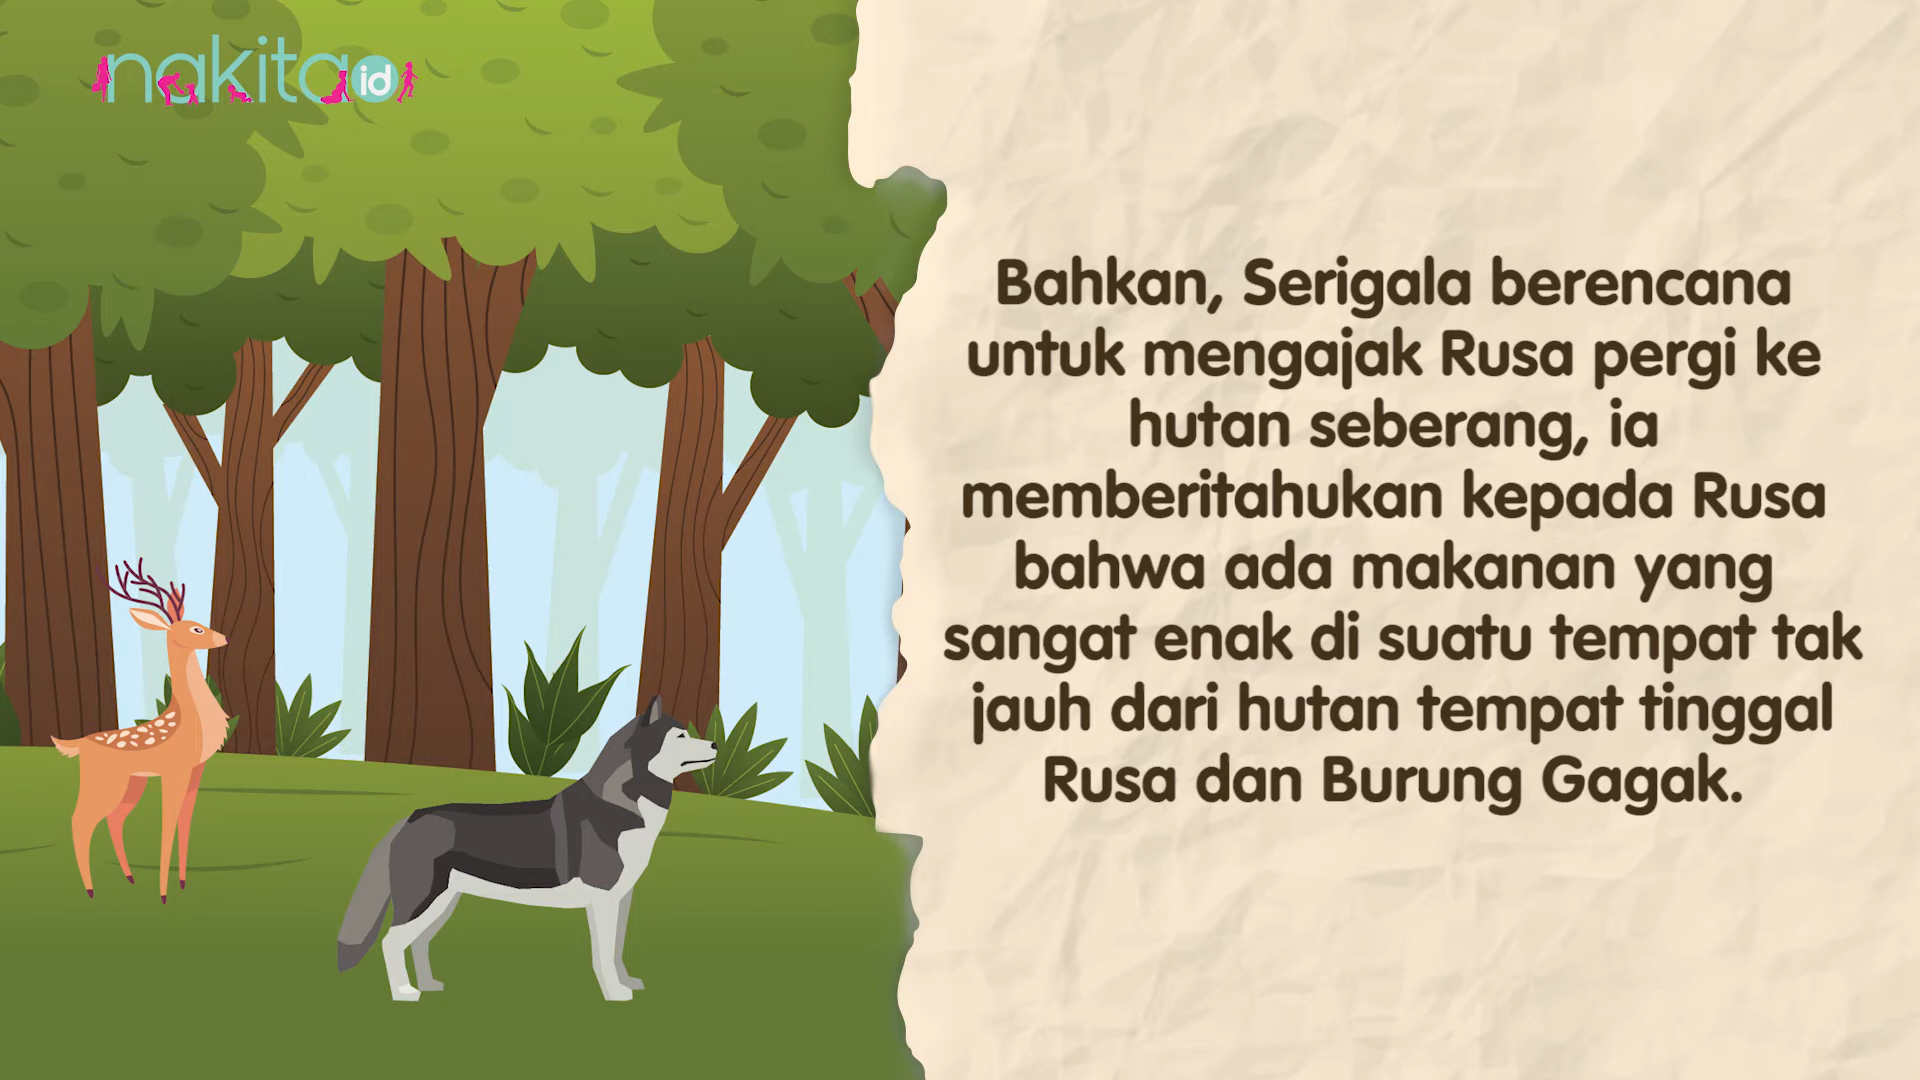 nakita id
Bahkan, Serigala berencana
untuk mengajak Rusa pergi ke
hutan seberang, ia
memberitahukan kepada Rusa
bahwa ada makanan yang
sangat enak di suatu tempat tak
jauh dari hutan tempat tinggal
Rusa dan Burung Gagak.